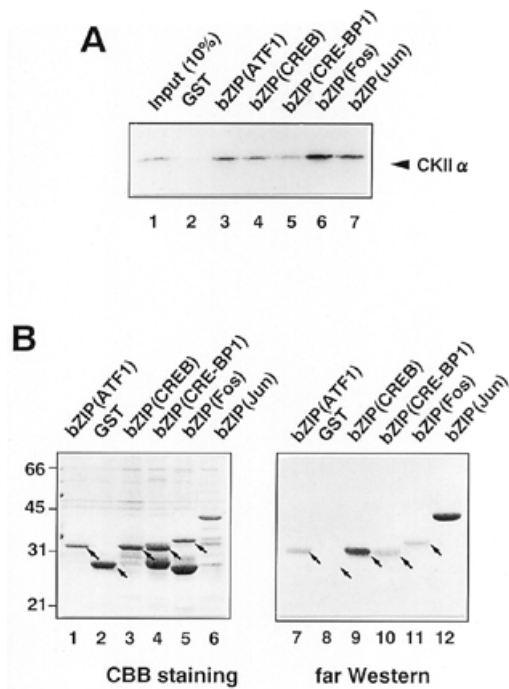 A
Input (10%)
GST
bZIP(ATF1)
bZIP(CREB)
bZIP(CRE-BP1)
bZIP(Fos)
bZIP(Jun)
CKII α
1 2 3 4 5 6 7
B
bZIP(ATF1)
GST
bZIP(CREB)
bZIP(CRE-BP1)
bZIP(Fos)
bZIP(Jun)
bZIP(ATF1)
GST
bZIP(CREB)
bZIP(CRE-BP1)
bZIP(Fos)
bZIP(Jun)
66
45
31
21
1 2 3 4 5 6
7 8 9 10 11 12
CBB staining
far Western